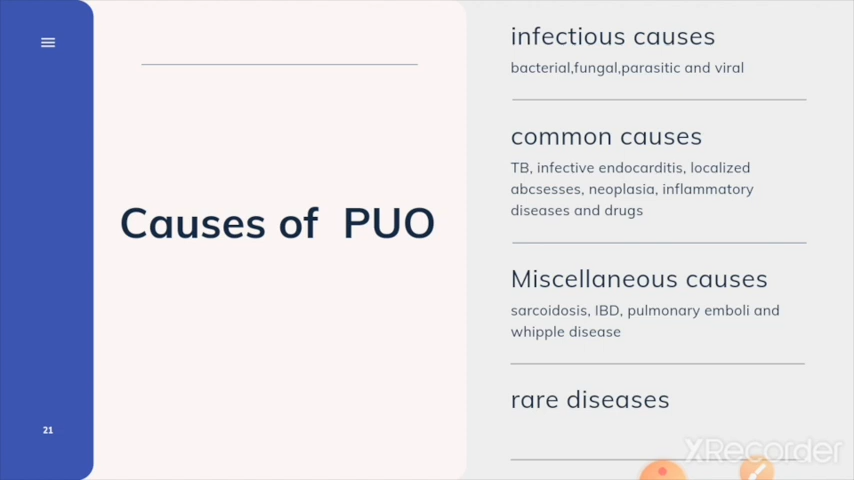 Causes of PUO
21
infectious causes
bacterial,fungal,parasitic and viral
common causes
TB, infective endocarditis, localized
abcsesses, neoplasia, inflammatory
diseases and drugs
Miscellaneous causes
sarcoidosis, IBD, pulmonary emboli and
whipple disease
rare diseases
XRecorder